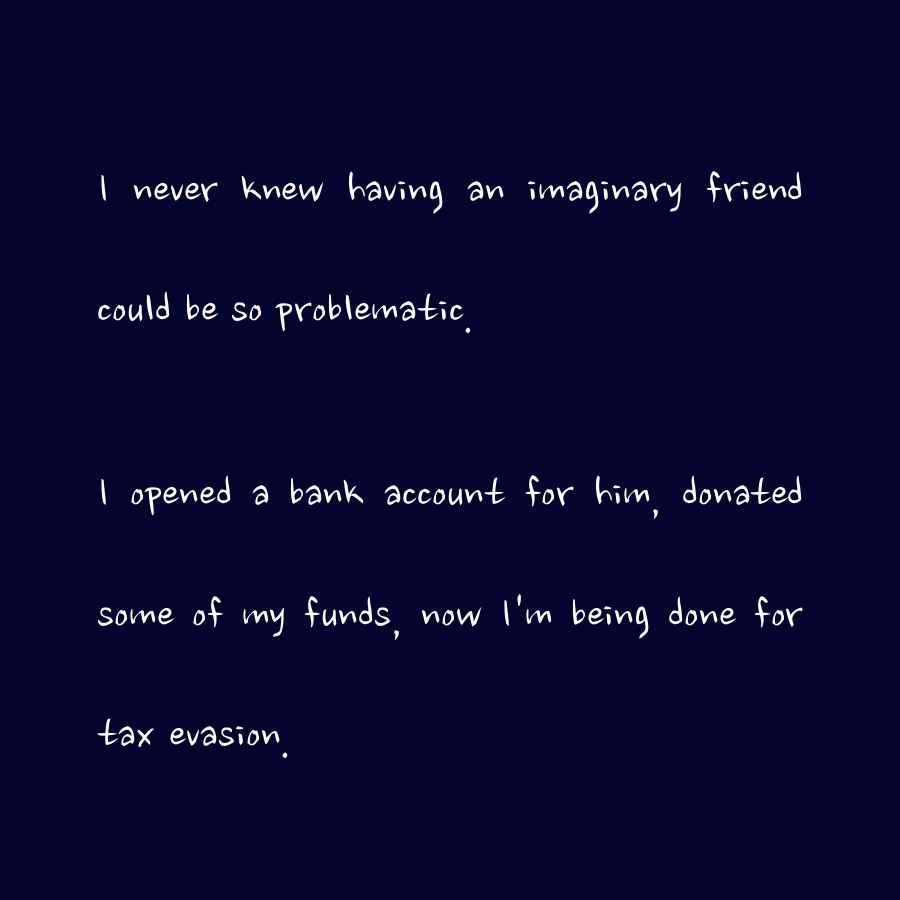 I never knew having an imaginary friend
could be so problematic.
I opened a bank account for him, donated
some of my funds, now I'm being done for
tax evasion.